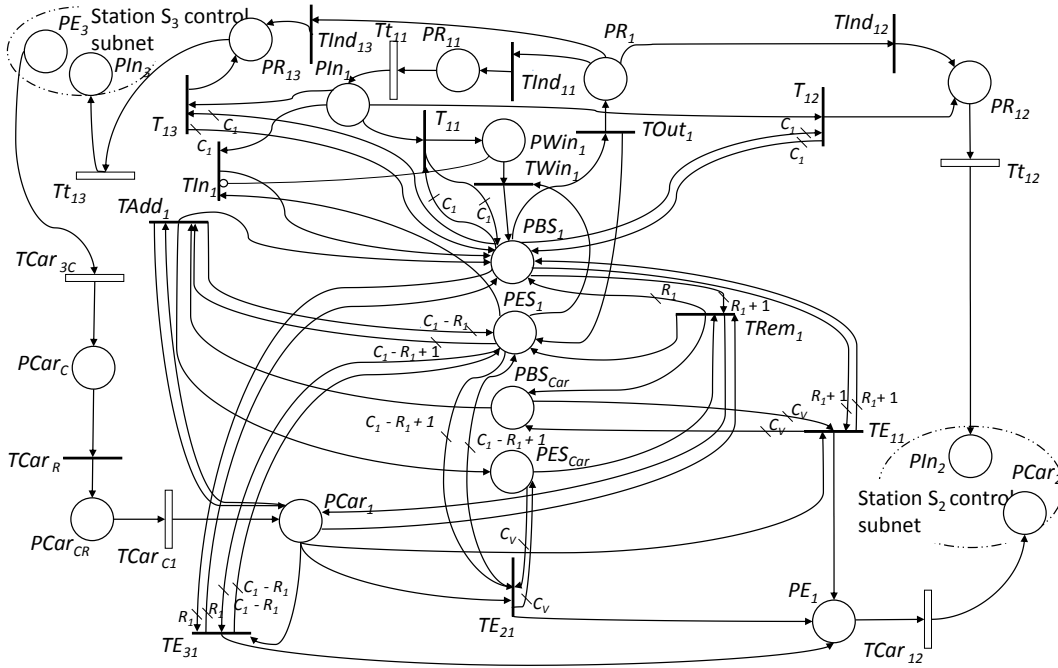 PE3
Station S3 control
subnet
PIn3
PR13
TInd13
Tt11
PR11
PIn1
TInd11
PR1
TInd12
PR12
T13
C1
T11
PWin1
TOut1
T12
C1
C1
C1
TIn1
TWin1
C1
C1
Tt13
Tt12
TAdd1
PBS1
TCar3C
PES1
R1
R1 + 1
C1 - R1
TRem1
C1 - R1 + 1
PCarC
PBSCar
R1 + 1
R1 + 1
Cv
Cv
TE11
C1 - R1 + 1
C1 - R1 + 1
PESCar
TCarR
PIn2
PCar2
Station S2 control
subnet
PCar1
PCarCR
TCarC1
Cv
C1 - R1
C1 - R1
Cv
R1
R1
PE1
TE31
TE21
TCar12